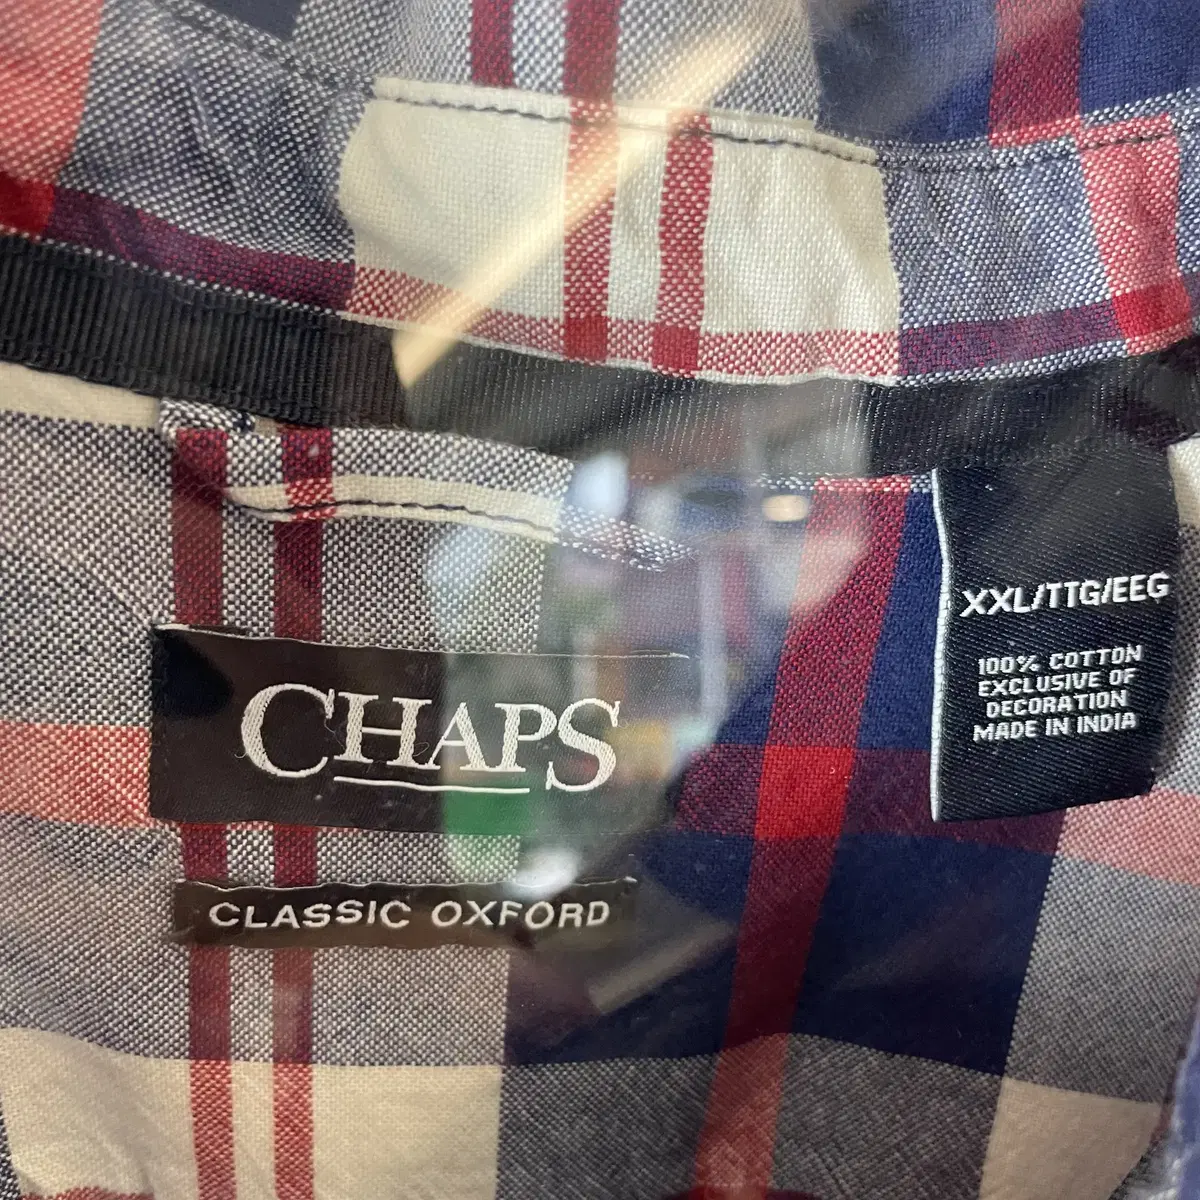 CHAPS
CLASSIC OXFORD
XXL/TTG/EEG
100% COTTON
EXCLUSIVE OF
DECORATION
MADE IN INDIA